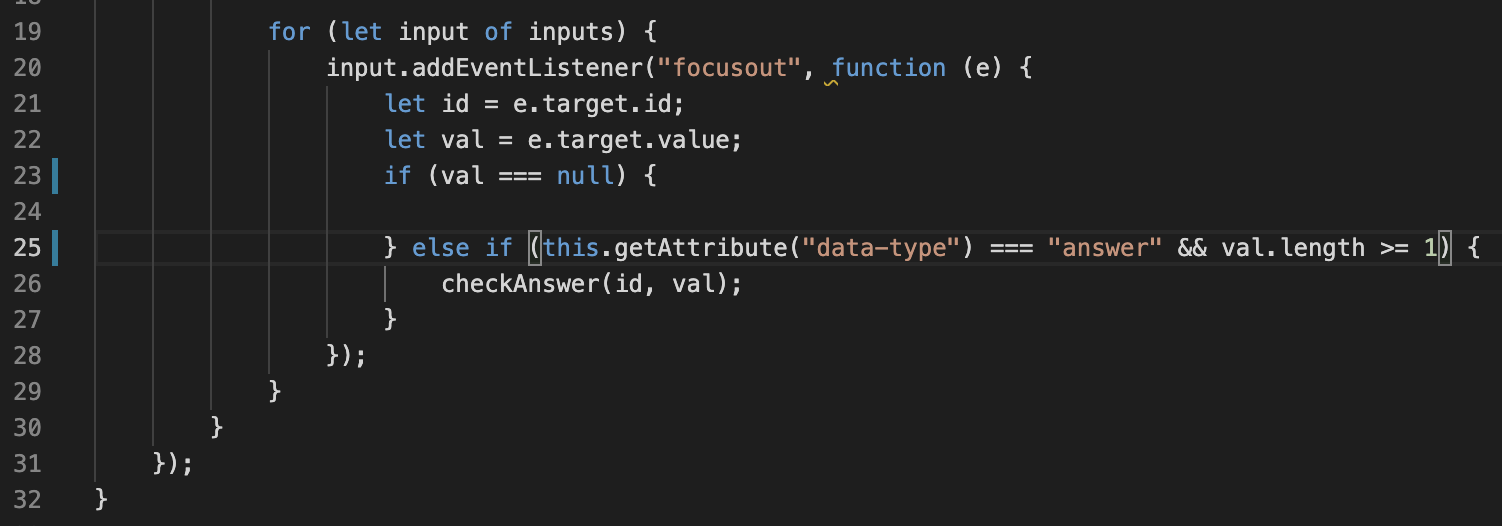 18
19 for (let input of inputs) {
20 input.addEventListener("focusout", function (e) {
21 let id = e.target.id;
22 let val = e.target.value;
23 if (val === null) {
24
25 } else if (this.getAttribute("data-type") === "answer" && val.length >= 1) {
26 checkAnswer(id, val);
27 }
28 });
29 }
30 }
31 });
32 }